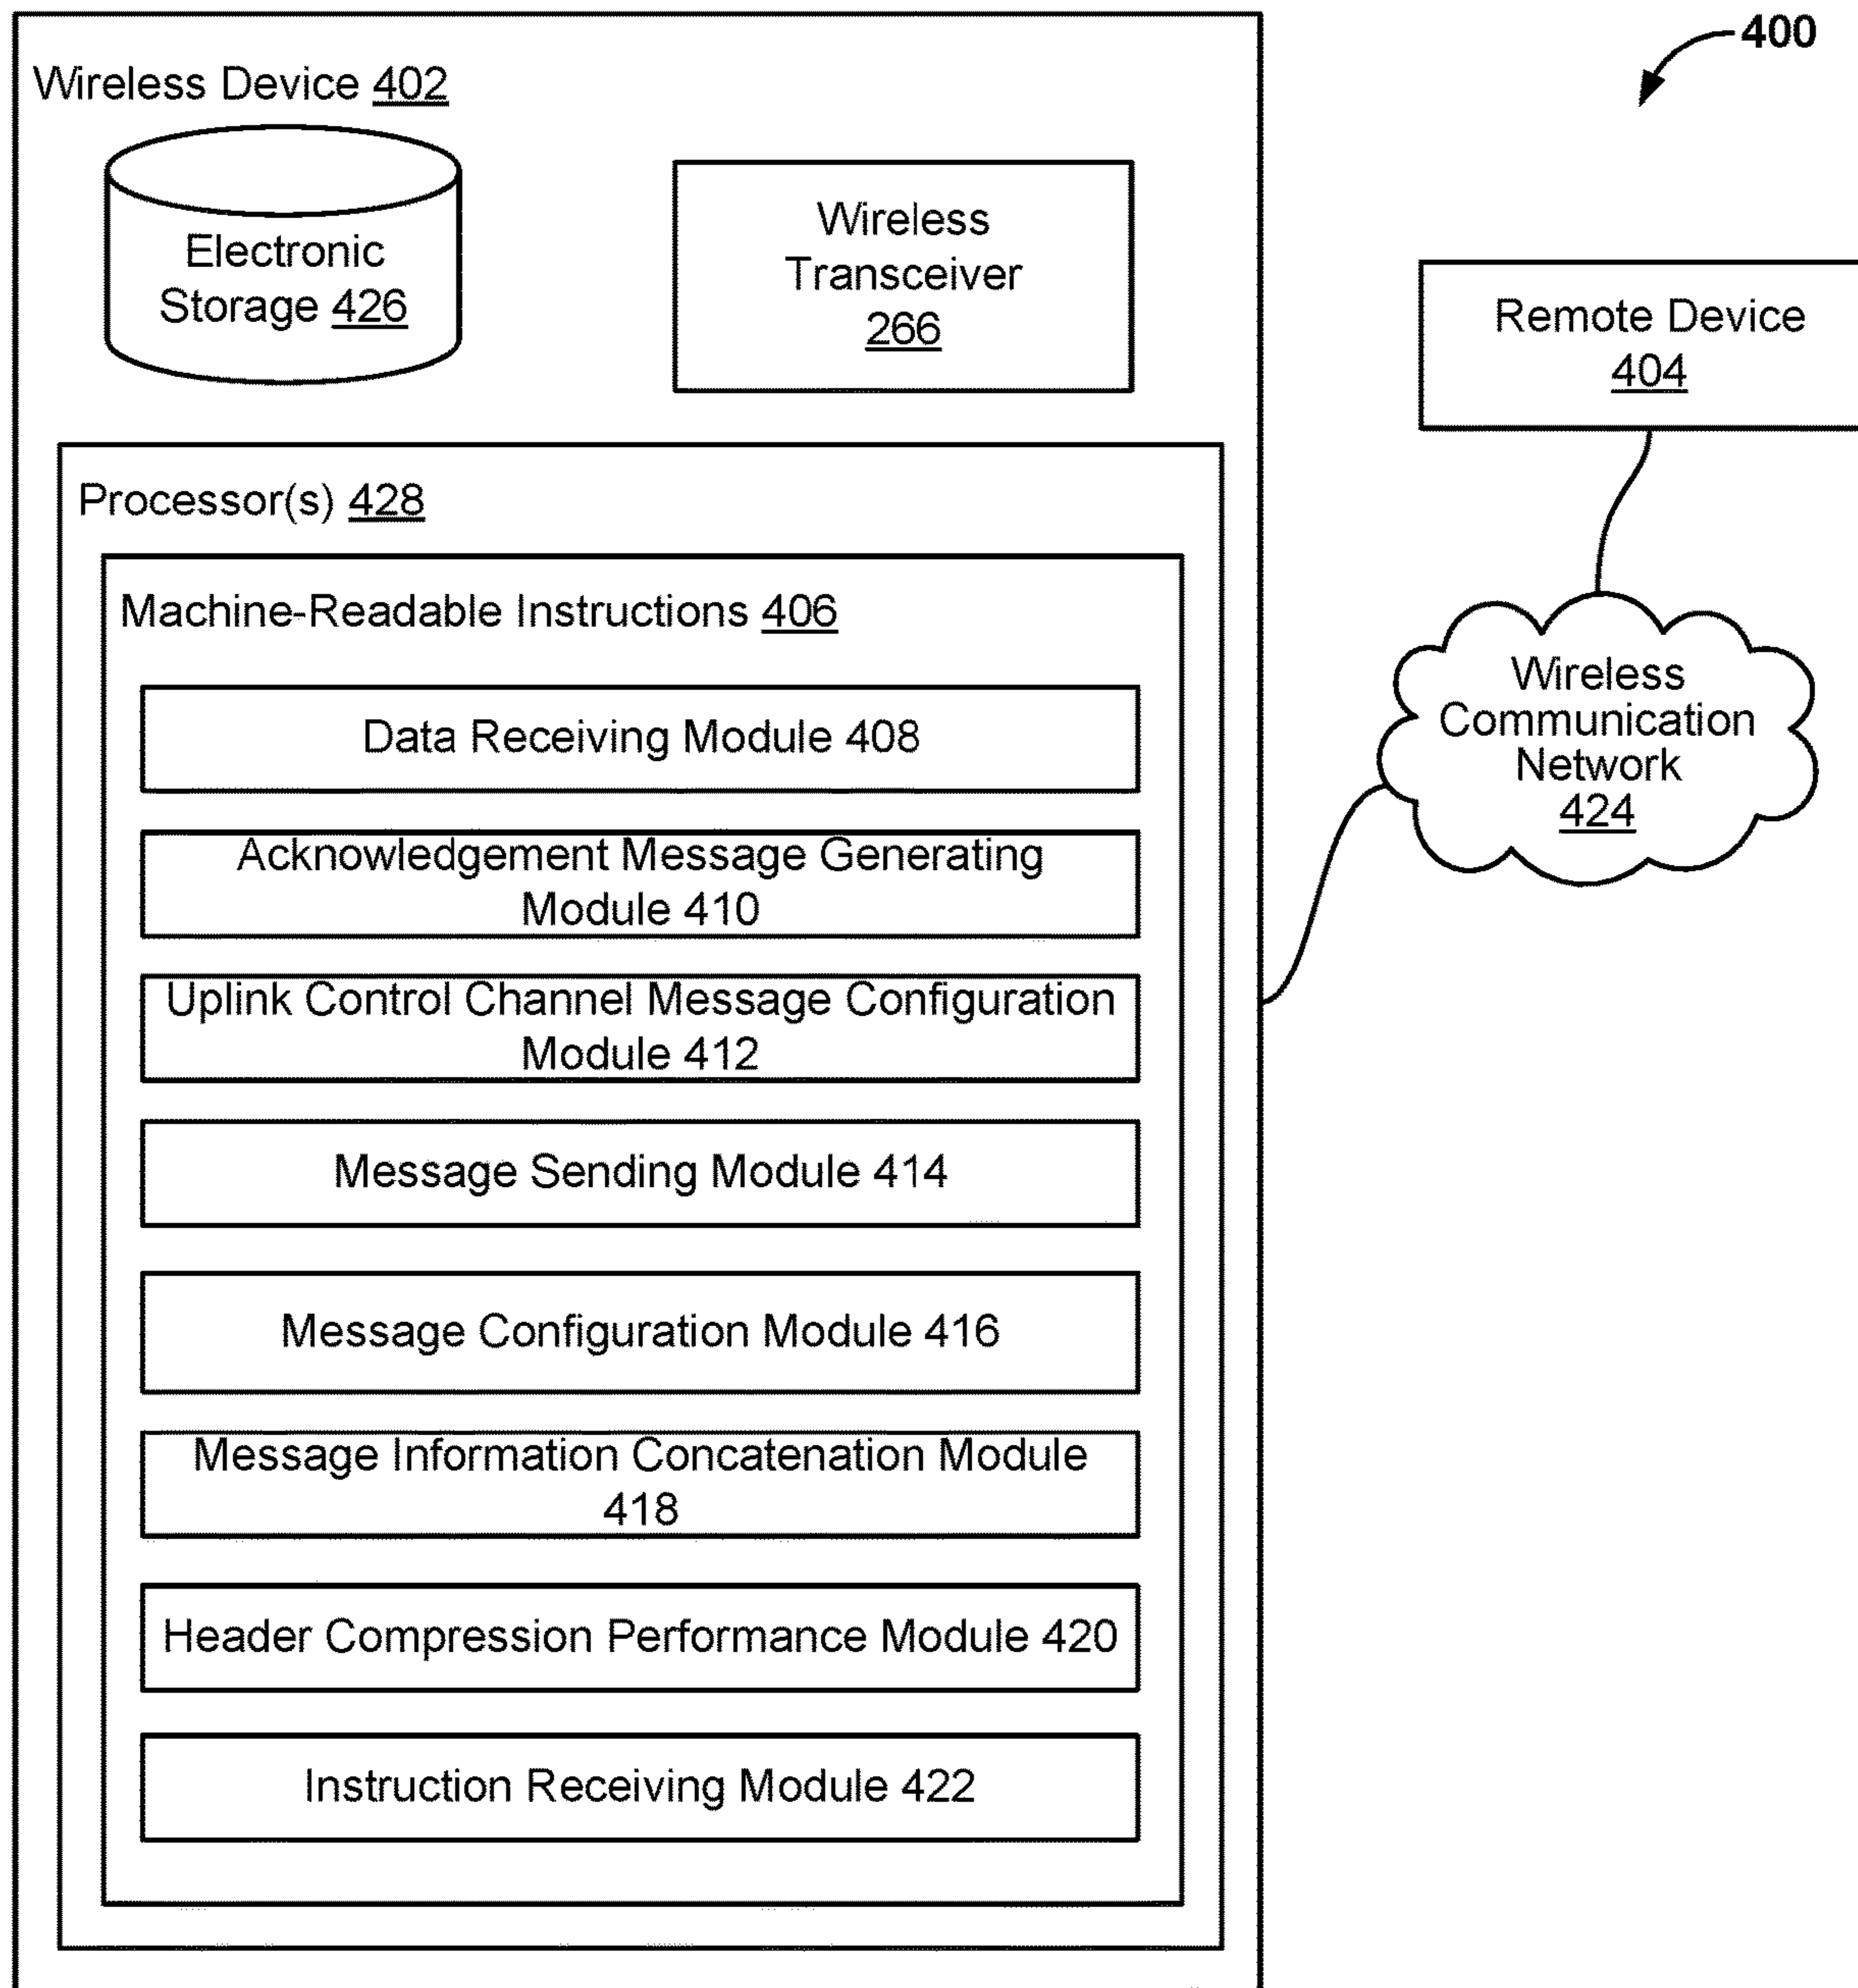 400
Wireless Device 402
Electronic
Storage 426
Wireless
Transceiver
266
Remote Device
404
Processor(s) 428
Machine-Readable Instructions 406
Wireless
Communication
Network
424
Data Receiving Module 408
Acknowledgement Message Generating
Module 410
Uplink Control Channel Message Configuration
Module 412
Message Sending Module 414
Message Configuration Module 416
Message Information Concatenation Module
418
Header Compression Performance Module 420
Instruction Receiving Module 422